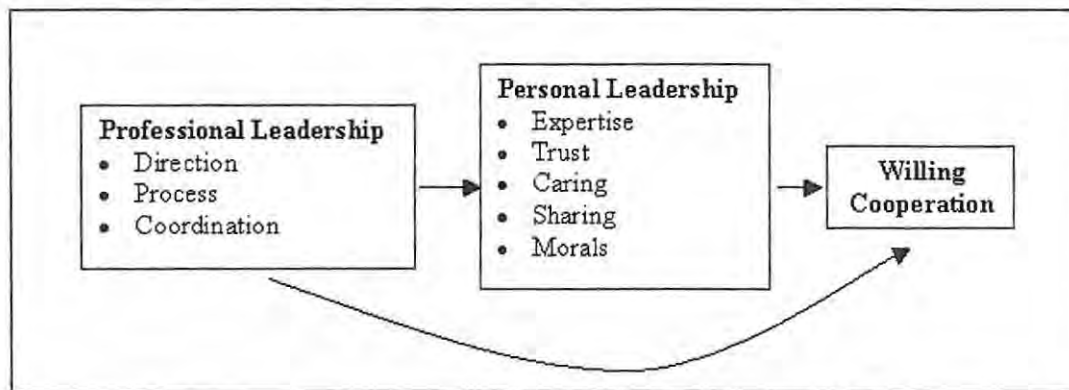 Professional Leadership
• Direction
• Process
• Coordination
Personal Leadership
• Expertise
• Trust
• Caring
• Sharing
• Morals
Willing
Cooperation